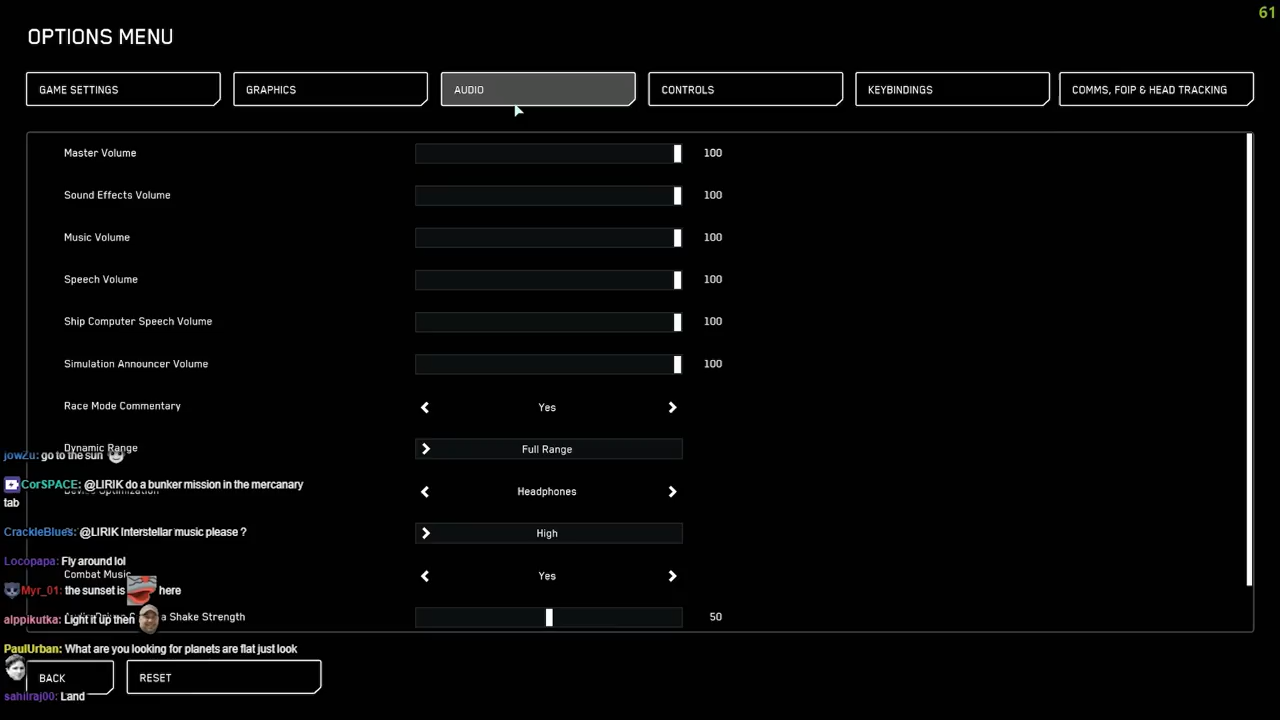 61
OPTIONS MENU
GAME SETTINGS
GRAPHICS
AUDIO
CONTROLS
KEYBINDINGS
COMMS, FOIP & HEAD TRACKING
Master Volume 100
Sound Effects Volume 100
Music Volume 100
Speech Volume 100
Ship Computer Speech Volume 100
Simulation Announcer Volume 100
Race Mode Commentary Yes
Dynamic Range Full Range
jowzu: go to the sun
CorSPACE: @LIRIK do a bunker mission in the mercanary
tab
Optimization Headphones
CrackleBlues: @LIRIK Interstellar music please ?
High
Locopapa: Fly around lol
Combat Music Yes
Myr_01: the sunset is here
alppikutka: Light it up then
Shake Strength 50
PaulUrban: What are you looking for planets are flat just look
BACK
RESET
sahilraj00: Land